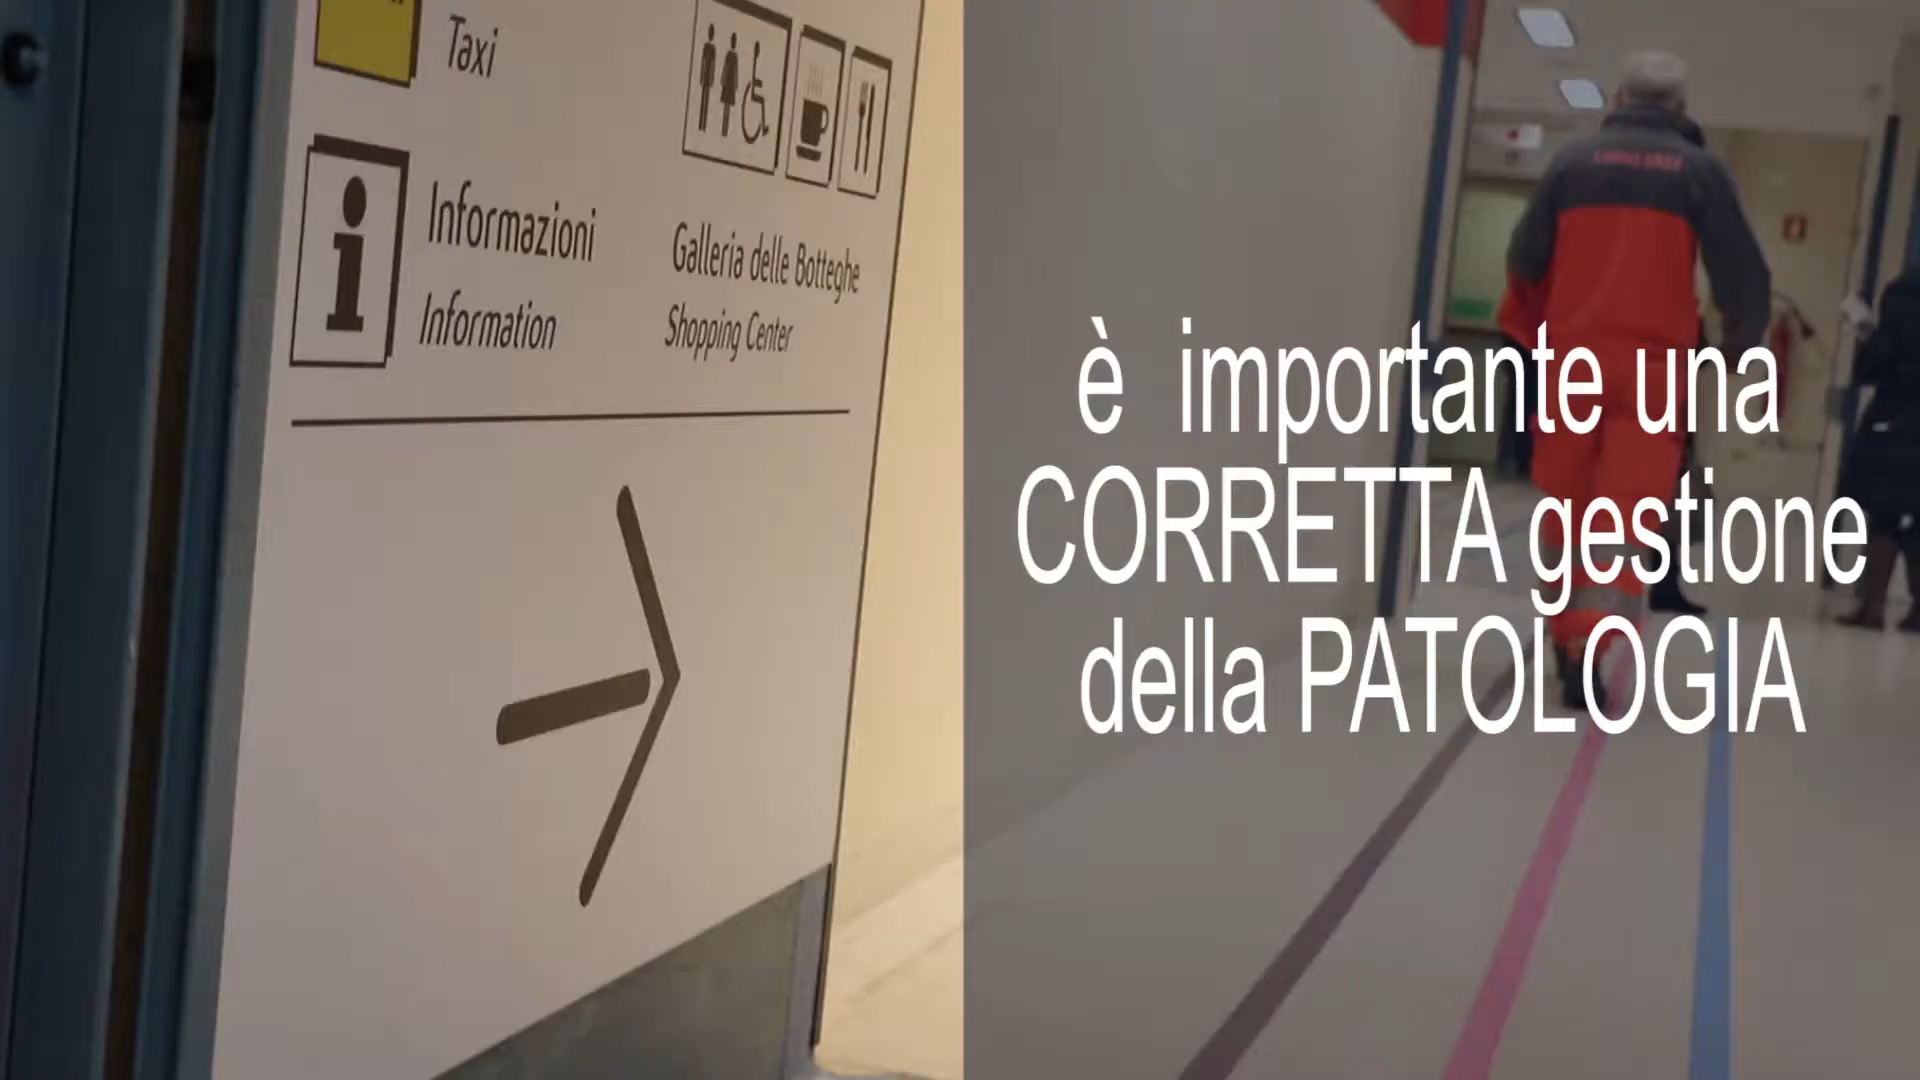 Taxi
Informazioni
Information
Galleria delle Botteghe
Shopping Center
è importante una
CORRETTA gestione
della PATOLOGIA